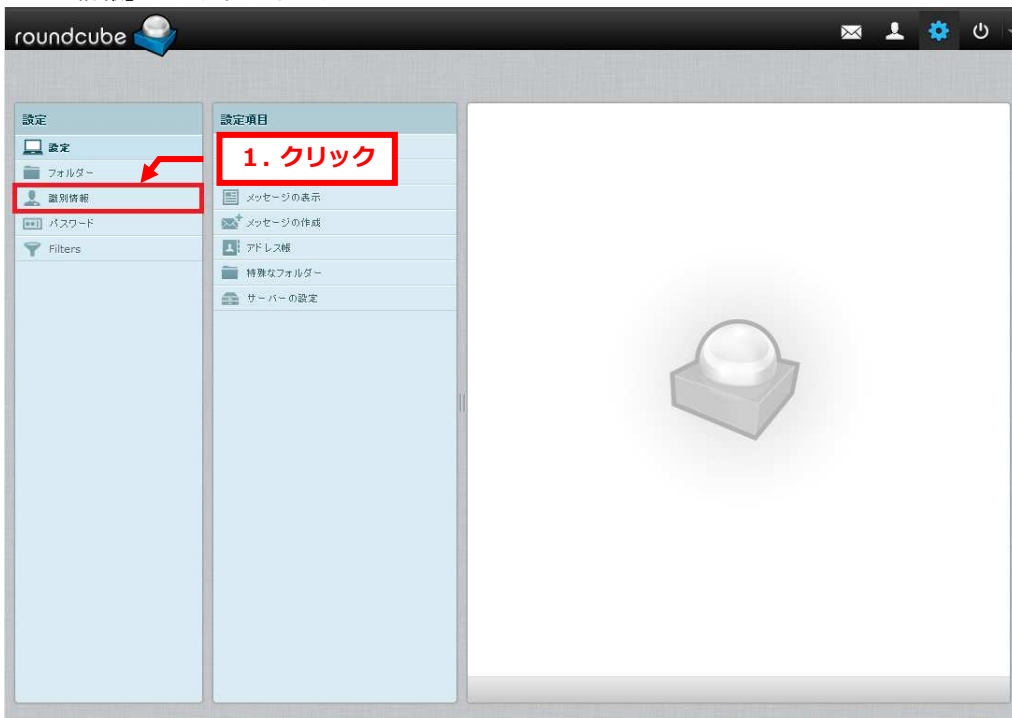 roundcube
設定
設定
フォルダー
識別情報
パスワード
Filters
設定項目
1. クリック
メッセージの表示
メッセージの作成
アドレス帳
特殊なフォルダー
サーバーの設定